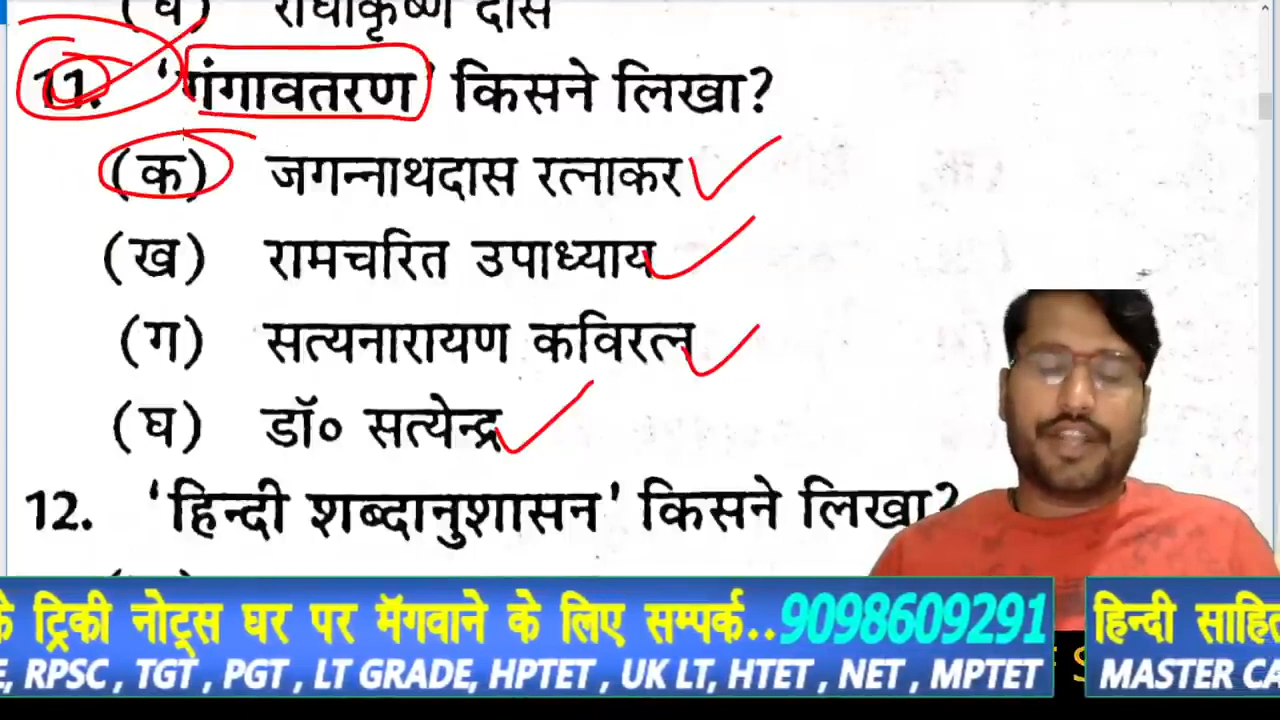 (घ) राधाकृष्ण दास
11. 'गंगावतरण' किसने लिखा?
(क) जगन्नाथदास रत्नाकर
(ख) रामचरित उपाध्याय
(ग) सत्यनारायण कविरत्न
(घ) डॉ० सत्येन्द्र
12. 'हिन्दी शब्दानुशासन' किसने लिखा?
के ट्रिकी नोट्स घर पर मॅगवाने के लिए सम्पर्क..9098609291
RPSC , TGT , PGT , LT GRADE, HPTET , UK LT, HTET , NET , MPTET
हिन्दी
MASTER